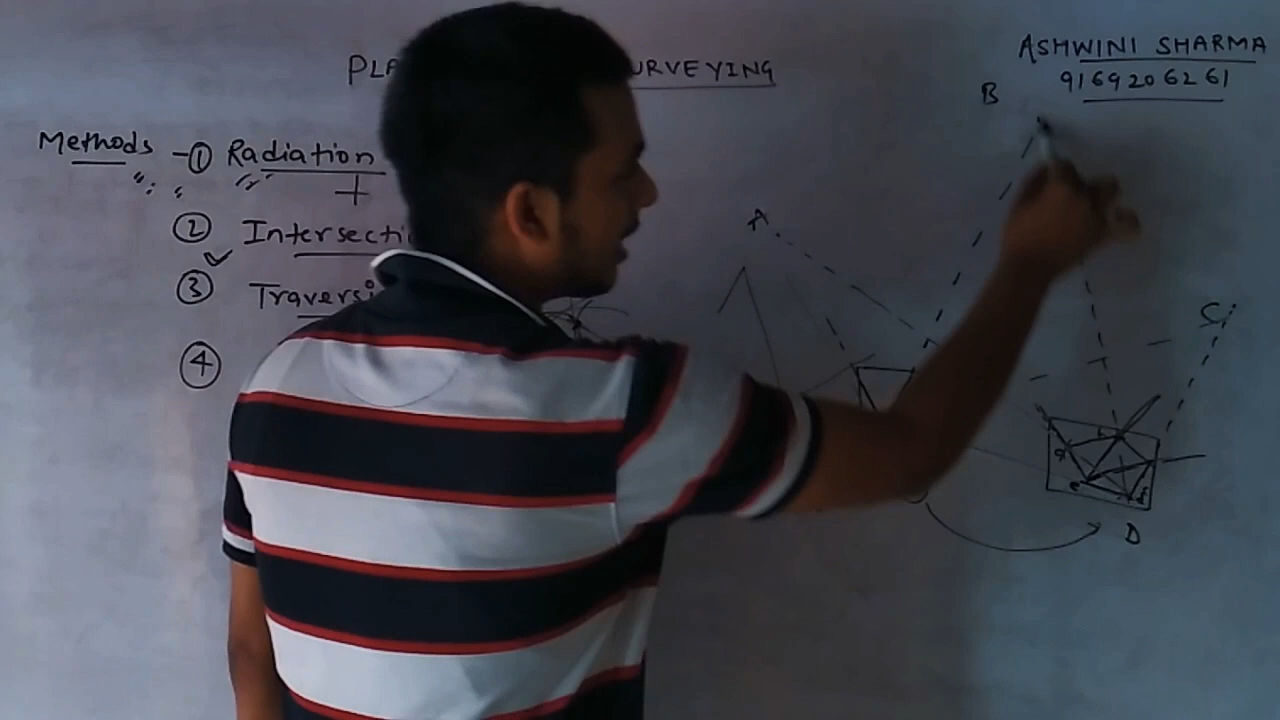 ASHWINI SHARMA
9169206261
PLA URVEYING
Methods - ① Radiation
+
② Intersecti
③ Traversi
④
A
B
C
D